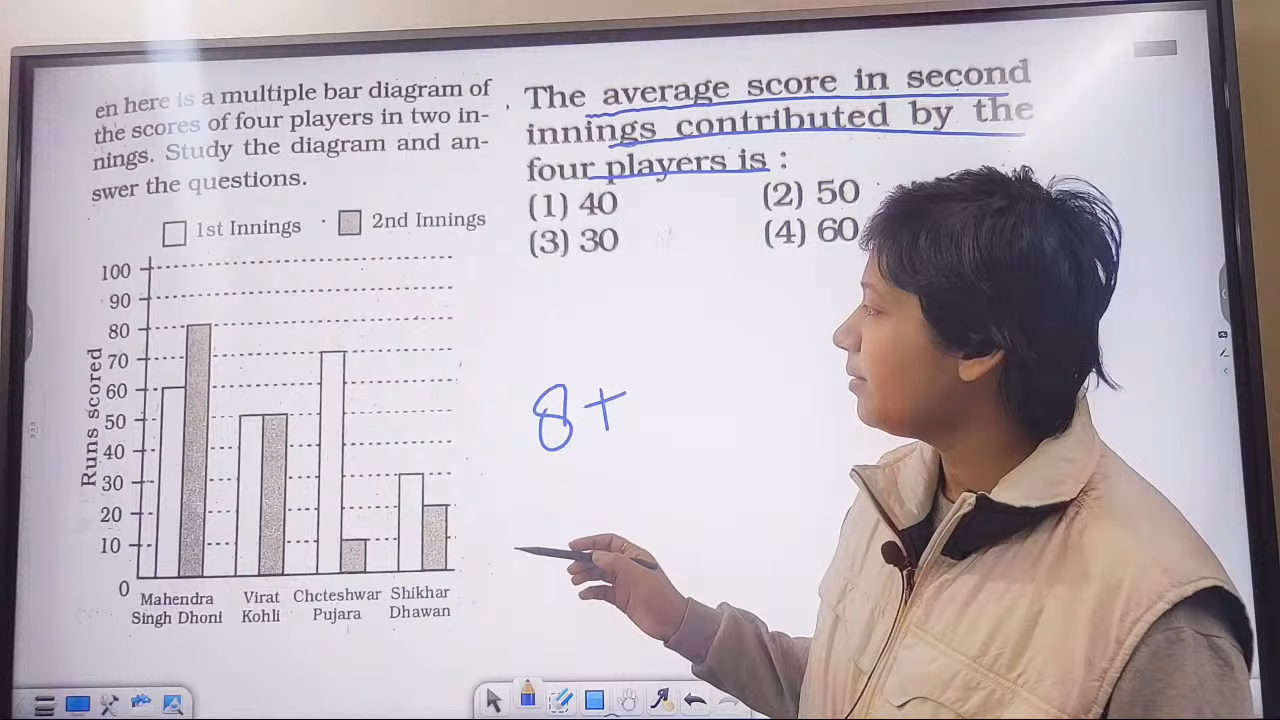 en here is a multiple bar diagram of
the scores of four players in two in-
nings. Study the diagram and an-
swer the questions.
1st Innings 2nd Innings
Runs scored
100
90
80
70
60
50
40
30
20
10
0
Mahendra Singh Dhoni
Virat Kohli
Chcteshwar Pujara
Shikhar Dhawan
The average score in second
innings contributed by the
four players is :
(1) 40 (2) 50
(3) 30 (4) 60
8+